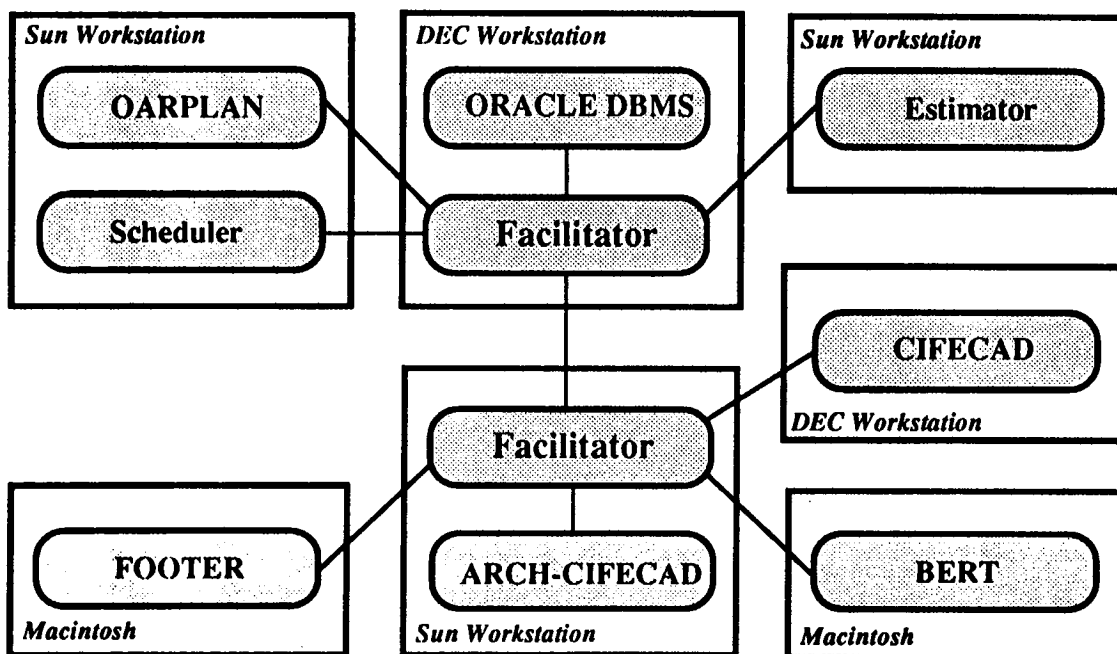 Sun Workstation
OARPLAN
Scheduler
DEC Workstation
ORACLE DBMS
Facilitator
Sun Workstation
Estimator
CIFECAD
DEC Workstation
Facilitator
ARCH-CIFECAD
Sun Workstation
FOOTER
Macintosh
BERT
Macintosh